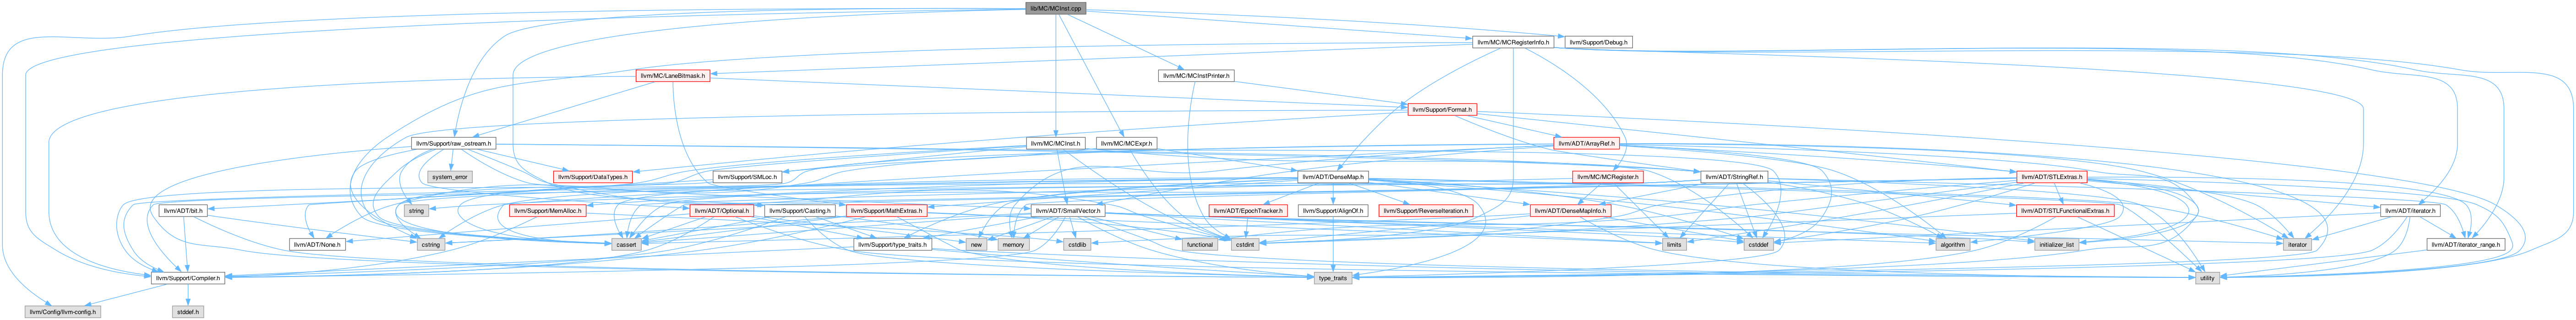 lib/MC/MCInst.cpp
llvm/MC/MCRegisterInfo.h
llvm/Support/Debug.h
llvm/MC/LaneBitmask.h
llvm/MC/MCInstPrinter.h
llvm/Support/Format.h
llvm/Support/raw_ostream.h
llvm/MC/MCInst.h
llvm/MC/MCExpr.h
llvm/ADT/ArrayRef.h
system_error
llvm/Support/DataTypes.h
llvm/Support/SMLoc.h
llvm/ADT/DenseMap.h
llvm/MC/MCRegister.h
llvm/ADT/StringRef.h
llvm/ADT/STLExtras.h
llvm/ADT/bit.h
string
llvm/Support/MemAlloc.h
llvm/ADT/Optional.h
llvm/Support/Casting.h
llvm/Support/MathExtras.h
llvm/ADT/SmallVector.h
llvm/ADT/EpochTracker.h
llvm/Support/AlignOf.h
llvm/Support/ReverseIteration.h
llvm/ADT/DenseMapInfo.h
llvm/ADT/STLFunctionalExtras.h
llvm/ADT/iterator.h
llvm/ADT/None.h
cstring
cassert
llvm/Support/type_traits.h
new
memory
cstdlib
functional
cstdint
limits
cstddef
algorithm
initializer_list
iterator
llvm/ADT/iterator_range.h
llvm/Support/Compiler.h
type_traits
utility
llvm/Config/llvm-config.h
stddef.h